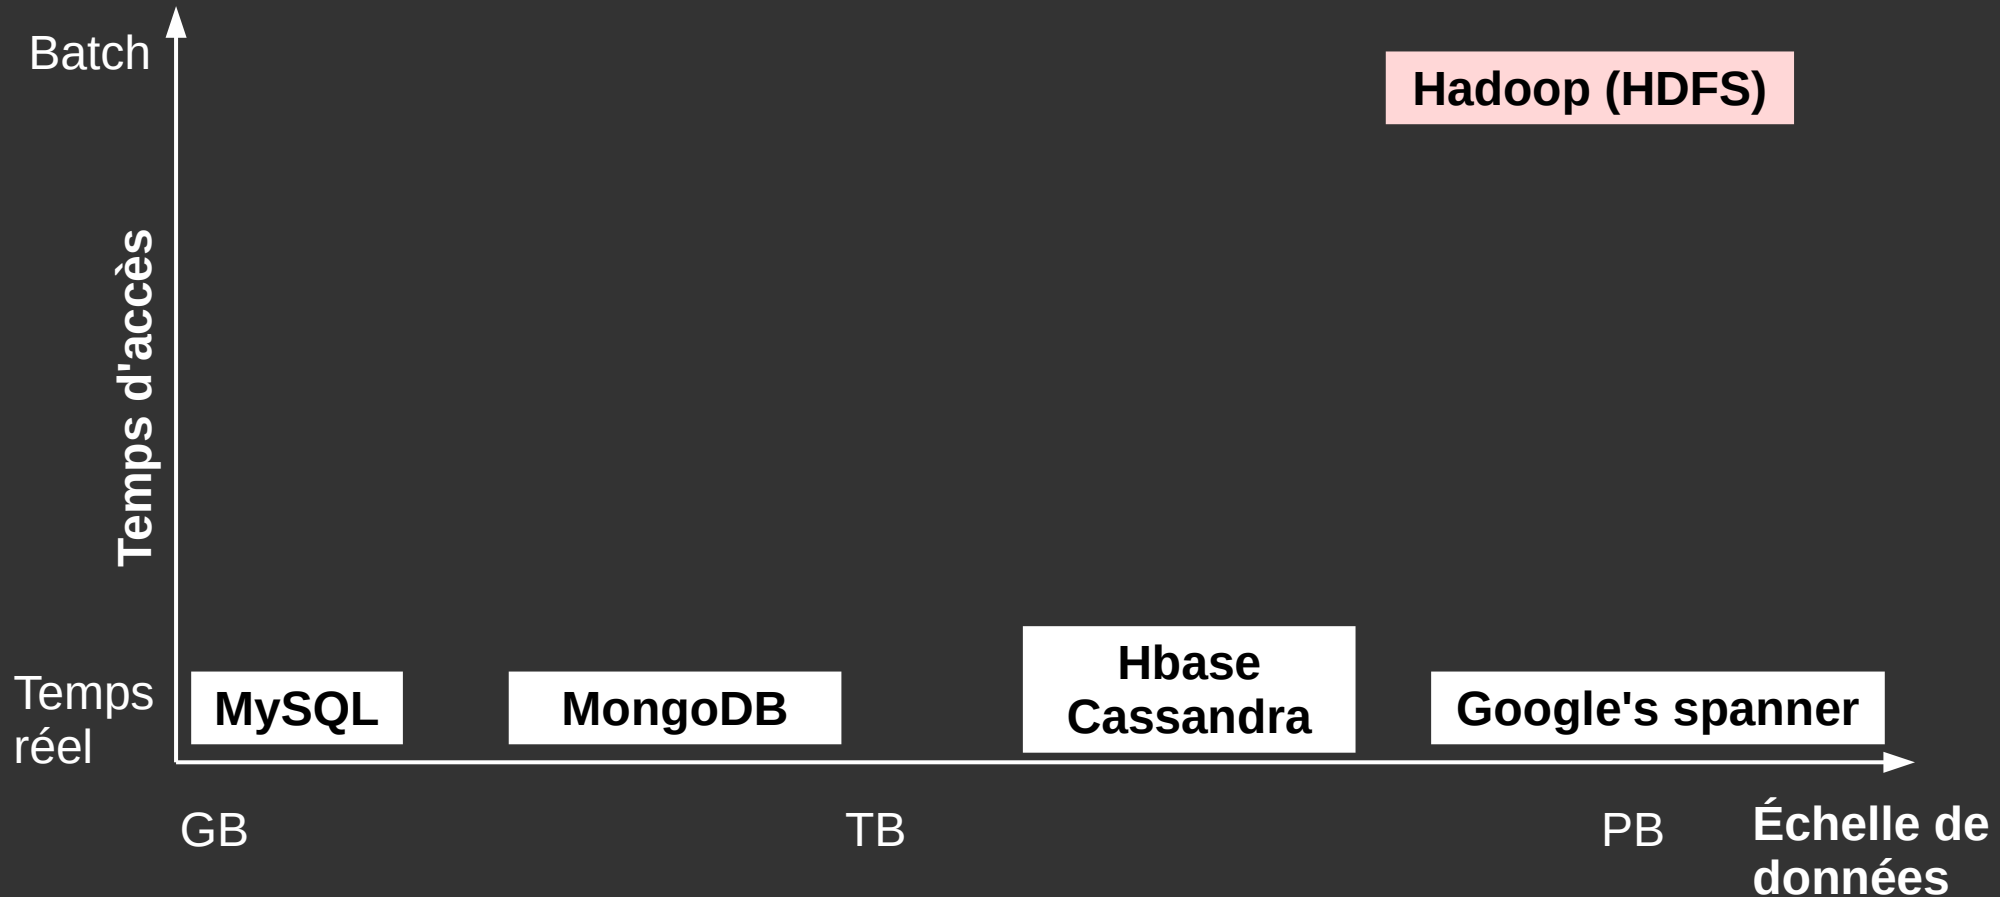 Batch
Hadoop (HDFS)
Temps d'accès
Temps
réel
MySQL
MongoDB
Hbase
Cassandra
Google's spanner
GB
TB
PB
Échelle de
données